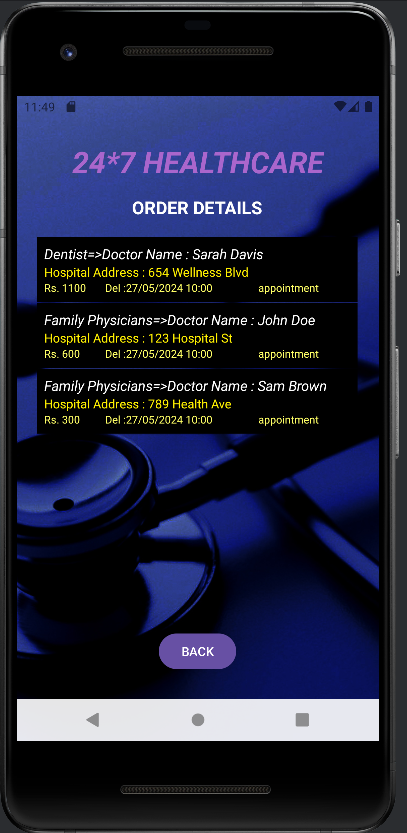 11:49
24*7 HEALTHCARE
ORDER DETAILS
Dentist=>Doctor Name : Sarah Davis
Hospital Address : 654 Wellness Blvd
Rs. 1100 Del :27/05/2024 10:00 appointment
Family Physicians=>Doctor Name : John Doe
Hospital Address : 123 Hospital St
Rs. 600 Del :27/05/2024 10:00 appointment
Family Physicians=>Doctor Name : Sam Brown
Hospital Address : 789 Health Ave
Rs. 300 Del :27/05/2024 10:00 appointment
BACK